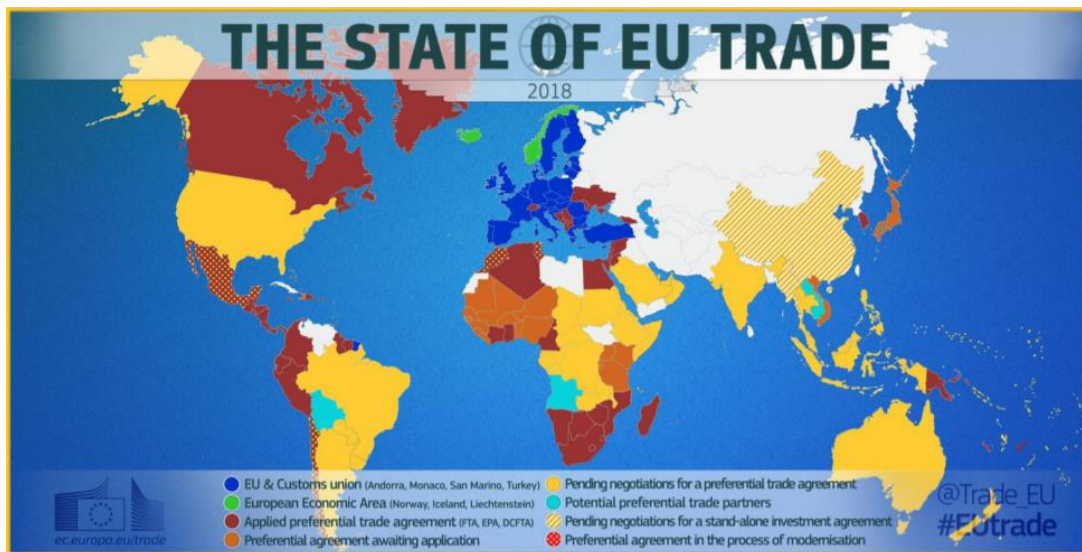 THE STATE OF EU TRADE
2018
EU & Customs union (Andorra, Monaco, San Marino, Turkey)
European Economic Area (Norway, Iceland, Liechtenstein)
Applied preferential trade agreement (FTA, EPA, DCFTA)
Preferential agreement awaiting application
Pending negotiations for a preferential trade agreement
Potential preferential trade partners
Pending negotiations for a stand-alone investment agreement
Preferential agreement in the process of modernisation
ec.europa.eu/trade
@Trade_EU
#EUtrade